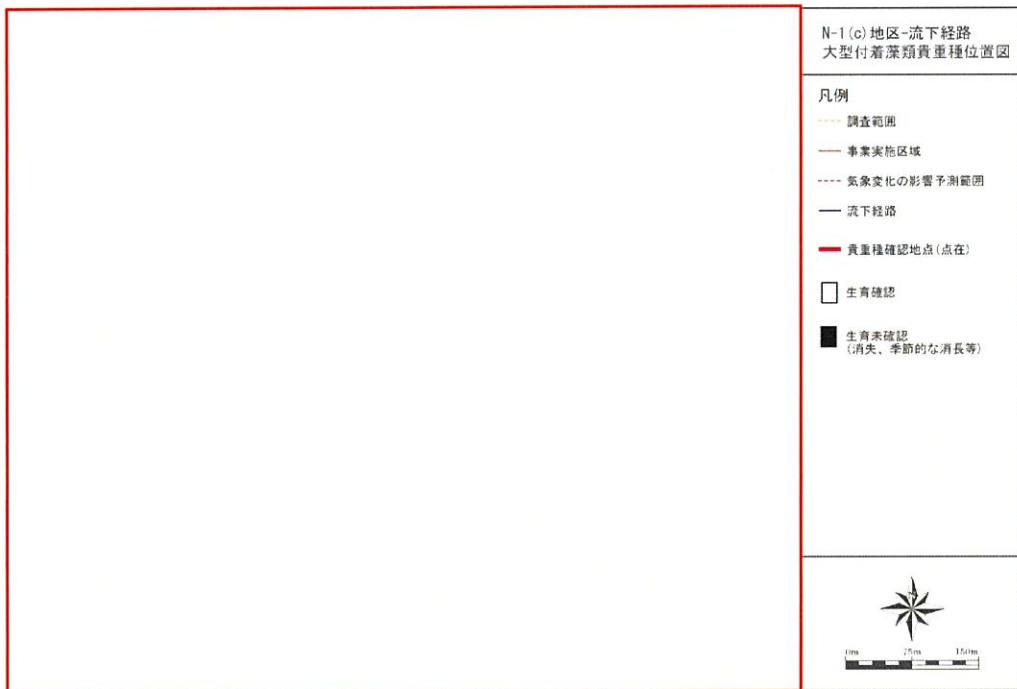 N-1(c)地区-流下経路
大型付着藻類貴重種位置図
凡例
調査範囲
事業実施区域
気象変化の影響予測範囲
流下経路
貴重種確認地点(点在)
生育確認
生育未確認
(消失、季節的な消長等)
N
0m 75m 150m